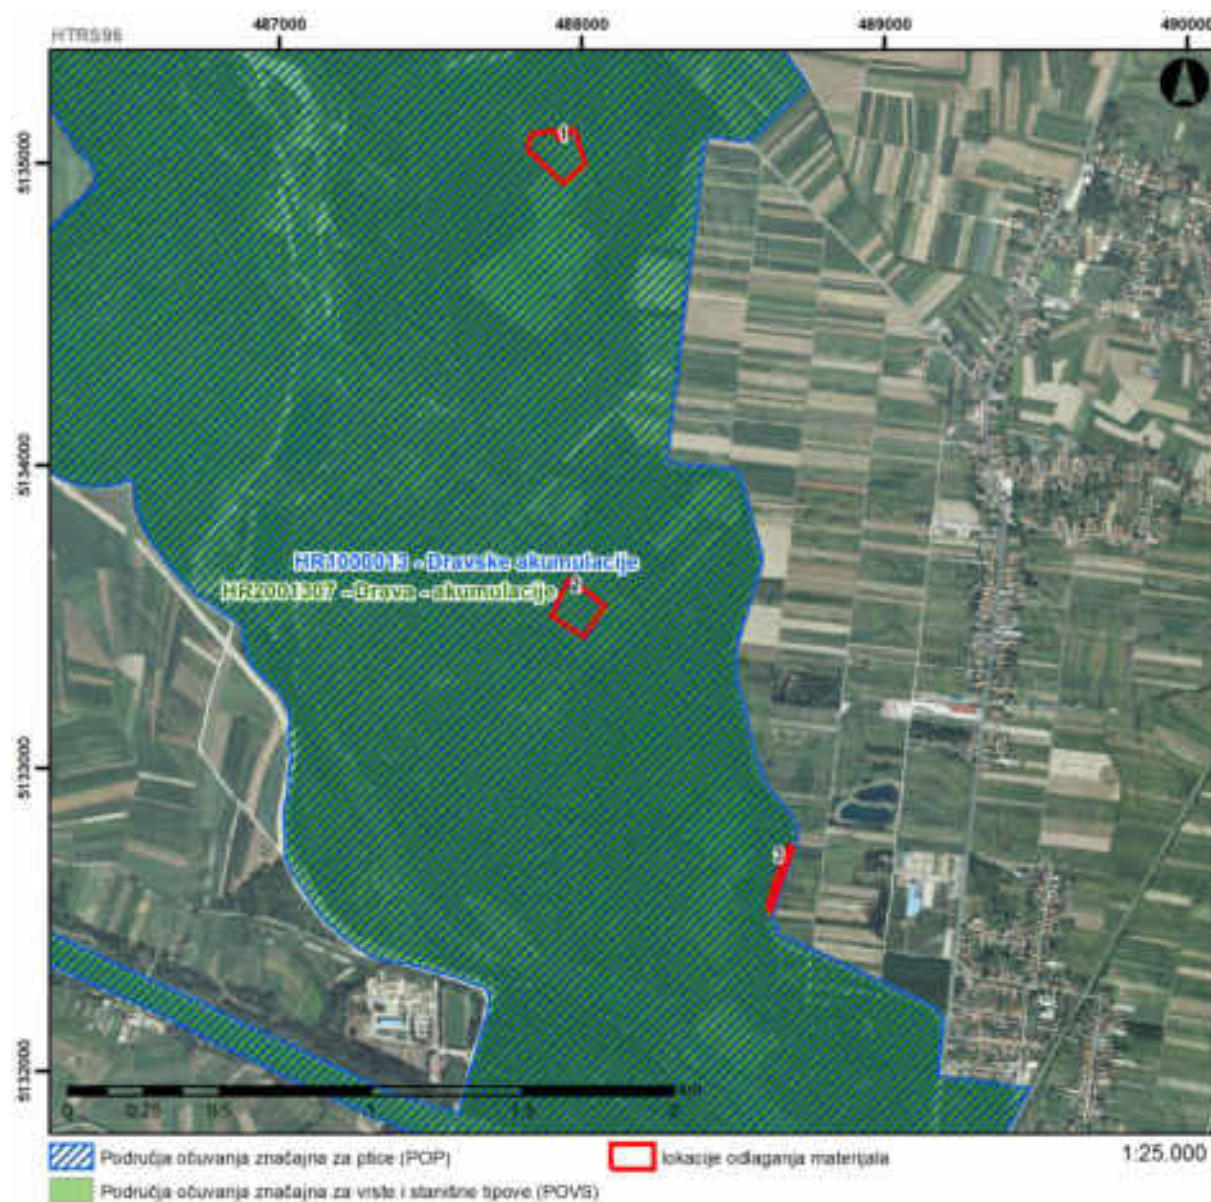 HTRS96
487000 488000 489000 490000
5135000
5134000
5133000
5132000
1
HR1000013 - Dravske akumulacije
HR2001307 - Drava - akumulacije
2
3
km
0 0.25 0.5 1 1.5 2
Područja očuvanja značajna za ptice (POP)
lokacije odlaganja materijala
1:25.000
Područja očuvanja značajna za vrste i stanišne tipove (POVS)